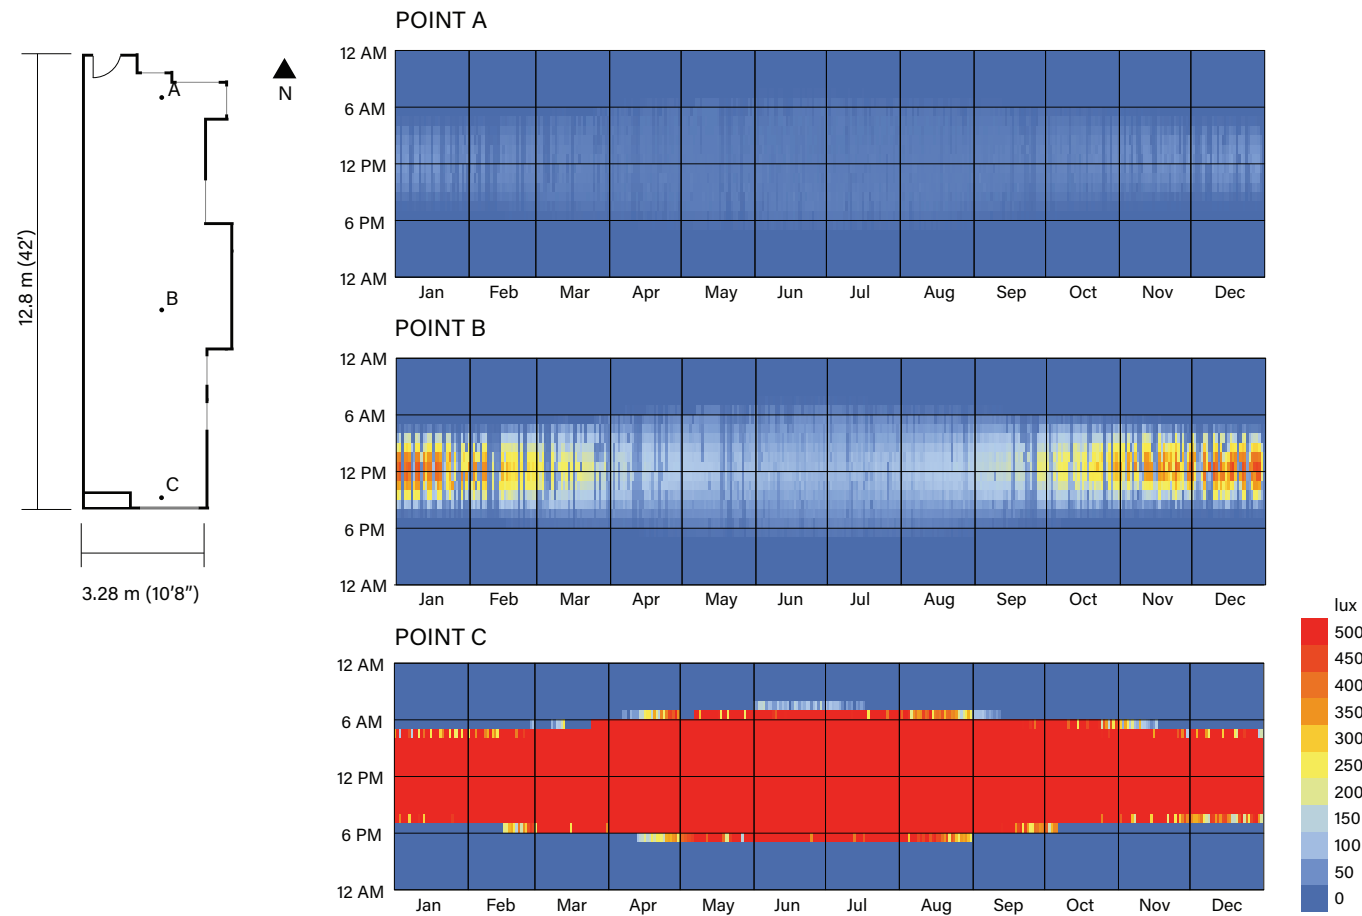 POINT A
12 AM
6 AM
12 PM
6 PM
12 AM
Jan Feb Mar Apr May Jun Jul Aug Sep Oct Nov Dec
A
N
B
C
12.8 m (42')
3.28 m (10'8")
POINT B
12 AM
6 AM
12 PM
6 PM
12 AM
Jan Feb Mar Apr May Jun Jul Aug Sep Oct Nov Dec
POINT C
12 AM
6 AM
12 PM
6 PM
12 AM
Jan Feb Mar Apr May Jun Jul Aug Sep Oct Nov Dec
lux
500
450
400
350
300
250
200
150
100
50
0